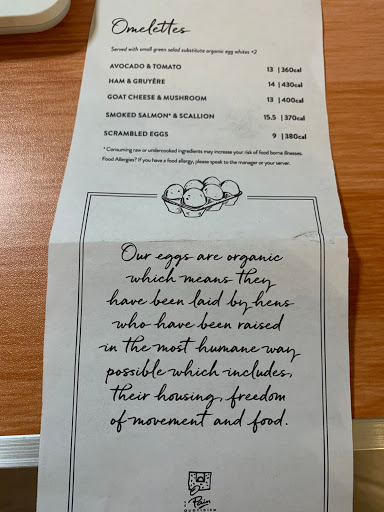 Omelettes
Served with small green salad substitute organic egg whites +2
AVOCADO & TOMATO 13 | 360cal
HAM & GRUYÈRE 14 | 430cal
GOAT CHEESE & MUSHROOM 13 | 400cal
SMOKED SALMON* & SCALLION 15.5 | 370cal
SCRAMBLED EGGS 9 | 380cal
* Consuming raw or undercooked ingredients may increase your risk of food borne illnesses.
Food Allergies? If you have a food allergy, please speak to the manager or your server.
Our eggs are organic
which means they
have been laid by hens
who have been raised
in the most humane way
possible which includes,
their housing, freedom
of movement and food.
LE
Pain
QUOTIDIEN